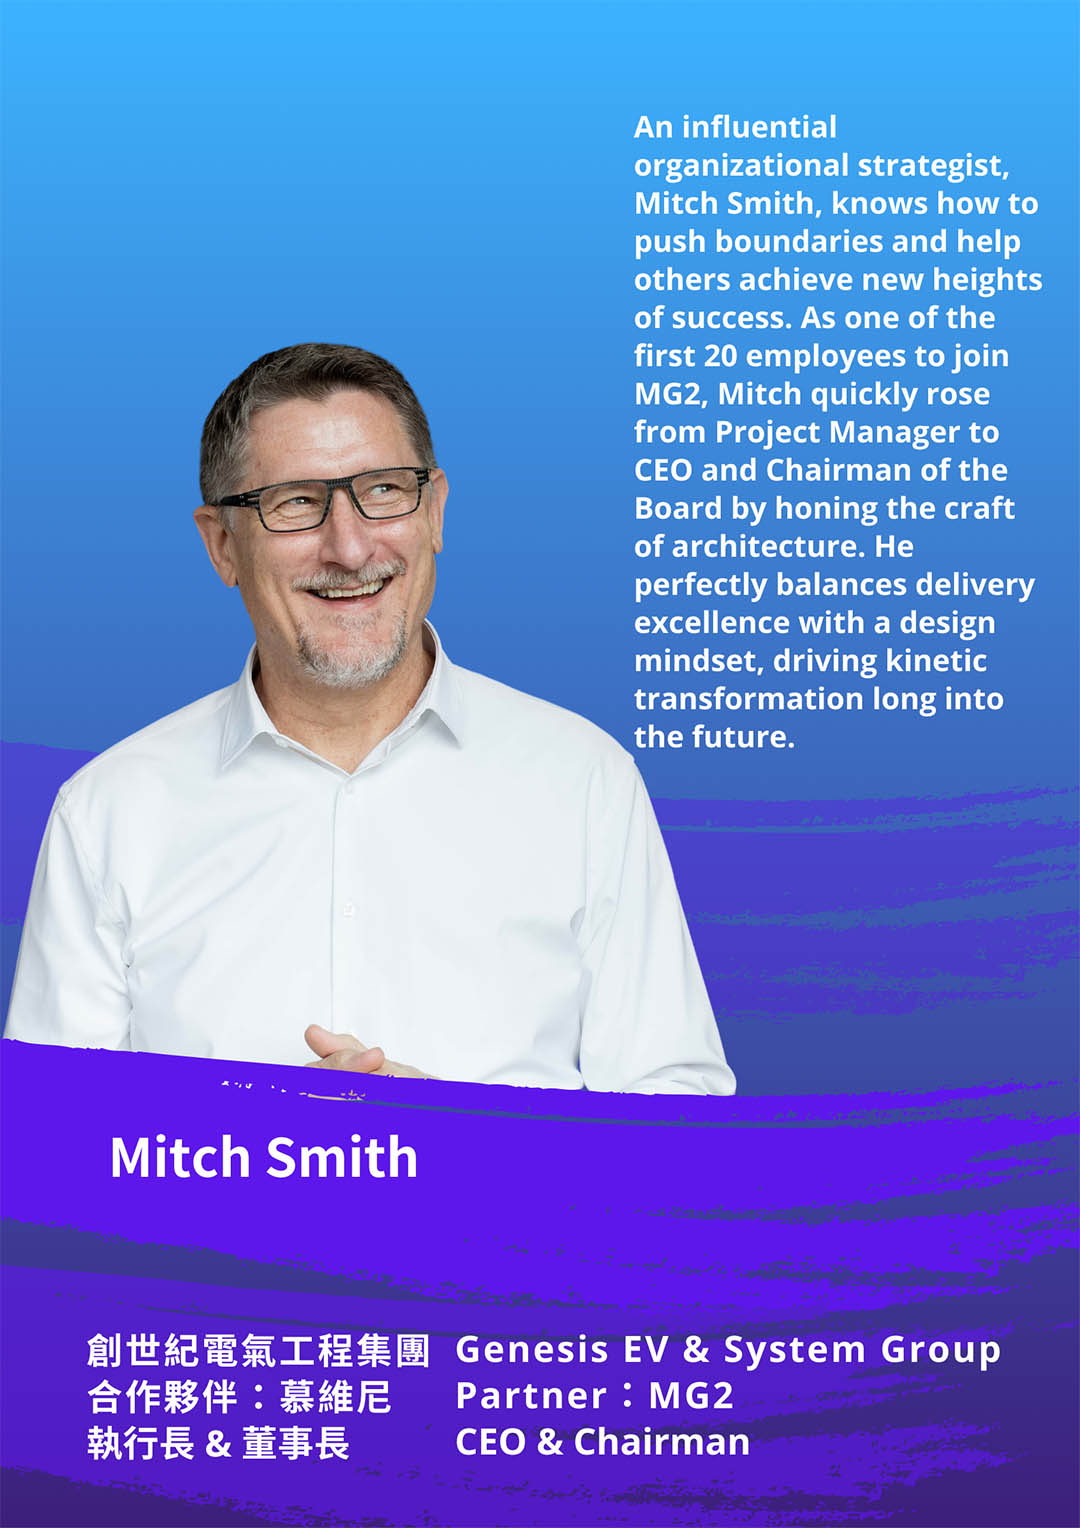 An influential
organizational strategist,
Mitch Smith, knows how to
push boundaries and help
others achieve new heights
of success. As one of the
first 20 employees to join
MG2, Mitch quickly rose
from Project Manager to
CEO and Chairman of the
Board by honing the craft
of architecture. He
perfectly balances delivery
excellence with a design
mindset, driving kinetic
transformation long into
the future.
Mitch Smith
創世紀電氣工程集團
合作夥伴：慕維尼
執行長 & 董事長
Genesis EV & System Group
Partner：MG2
CEO & Chairman